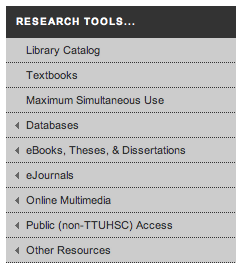 RESEARCH TOOLS...
Library Catalog
Textbooks
Maximum Simultaneous Use
Databases
eBooks, Theses, & Dissertations
eJournals
Online Multimedia
Public (non-TTUHSC) Access
Other Resources